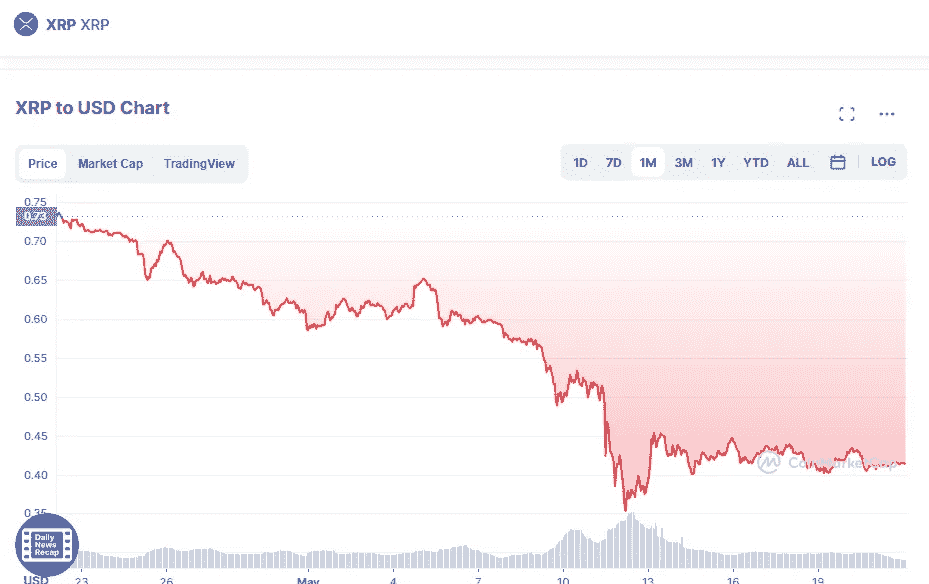 XRP XRP
XRP to USD Chart
Price Market Cap TradingView
1D 7D 1M 3M 1Y YTD ALL LOG
0.75
0.70
0.65
0.60
0.55
0.50
0.45
0.40
0.35
CoinMarketCap
Daily
News
Recap
USD 23 26 May 4 7 10 13 16 19